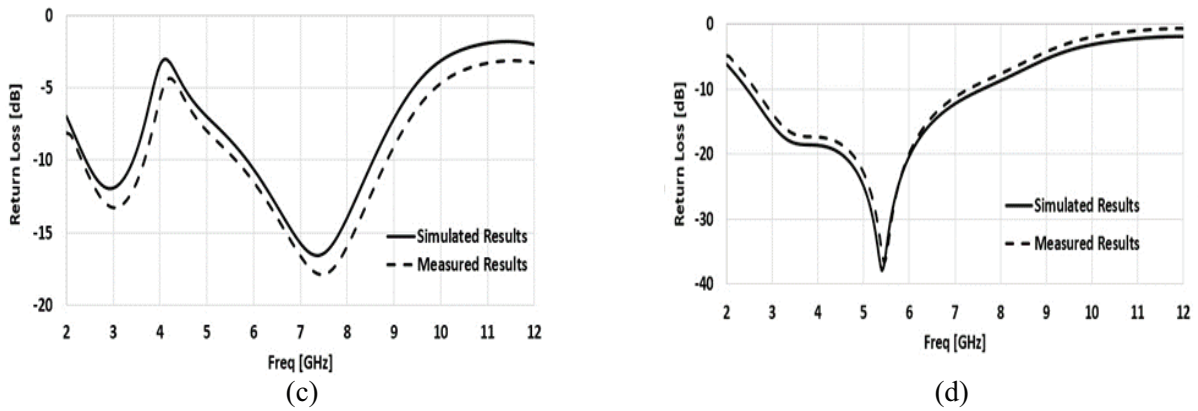 0
-5
-10
-15
-20
Return Loss [dB]
Simulated Results
Measured Results
2 3 4 5 6 7 8 9 10 11 12
Freq [GHz]
(c)
0
-10
-20
-30
-40
Return Loss [dB]
Simulated Results
Measured Results
2 3 4 5 6 7 8 9 10 11 12
Freq [GHz]
(d)